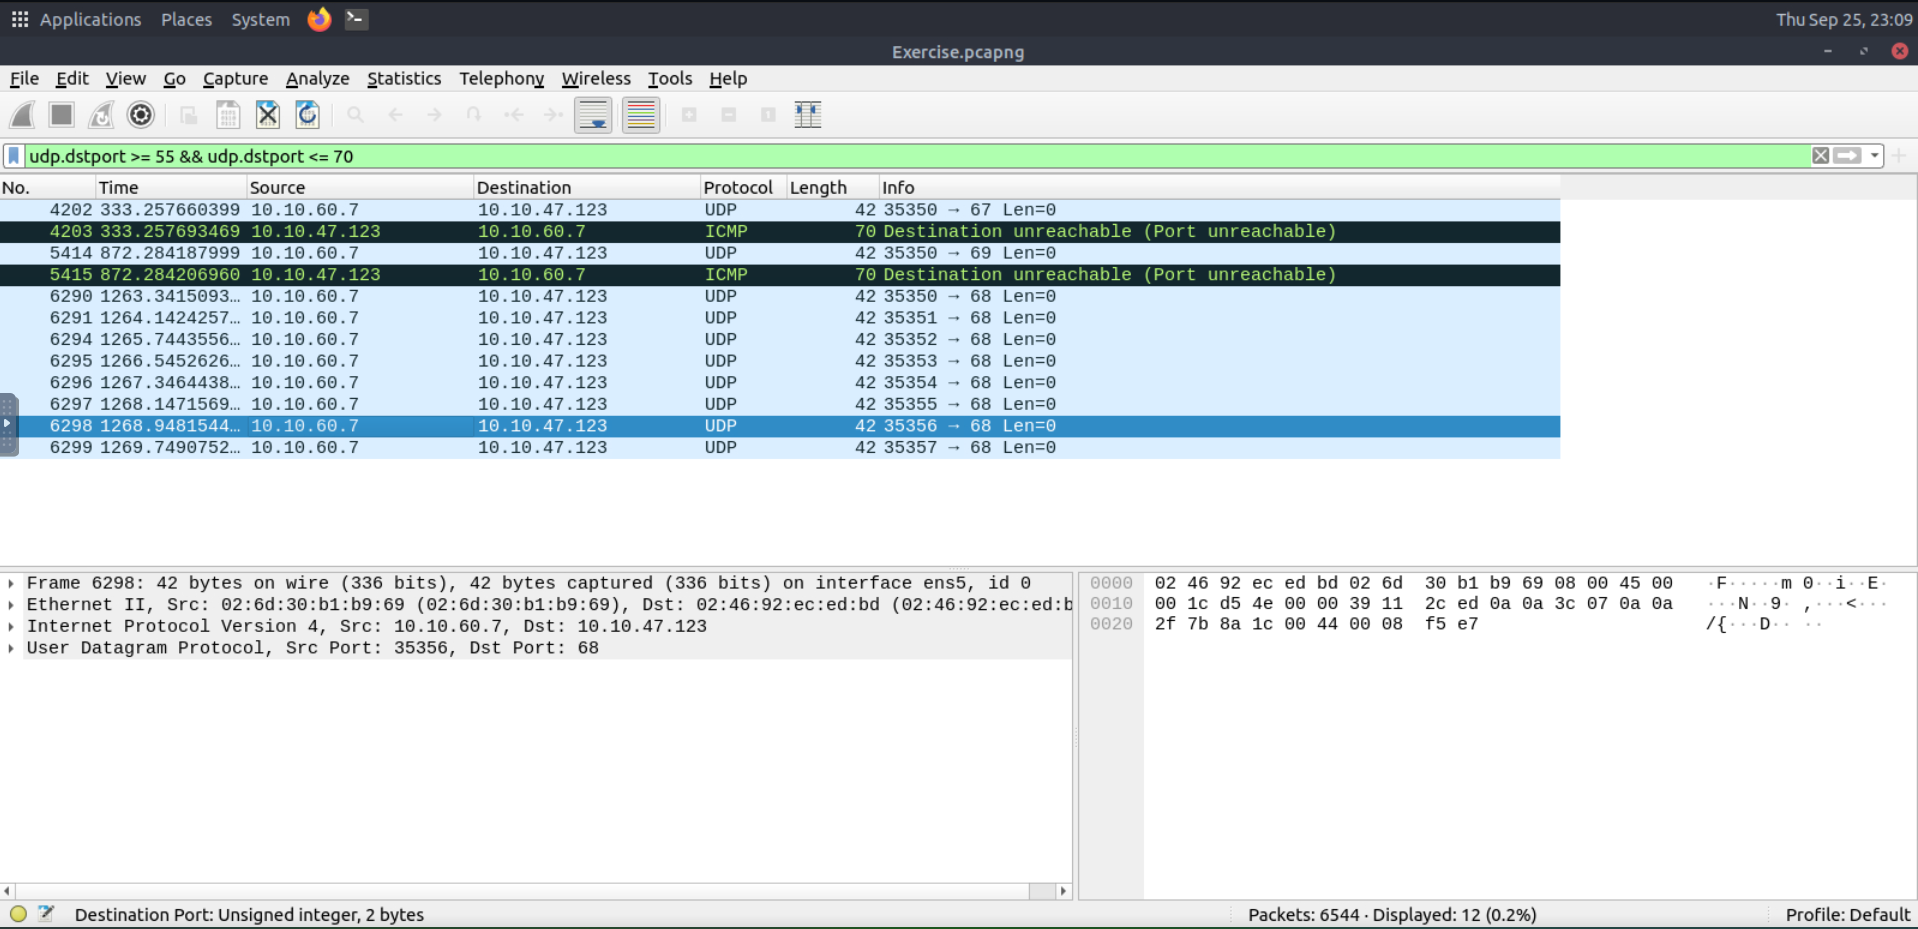 Applications Places System Thu Sep 25, 23:09
Exercise.pcapng
File Edit View Go Capture Analyze Statistics Telephony Wireless Tools Help
udp.dstport >= 55 && udp.dstport <= 70
No. Time Source Destination Protocol Length Info
4202 333.257660399 10.10.60.7 10.10.47.123 UDP 42 35350 → 67 Len=0
4203 333.257693469 10.10.47.123 10.10.60.7 ICMP 70 Destination unreachable (Port unreachable)
5414 872.284187999 10.10.60.7 10.10.47.123 UDP 42 35350 → 69 Len=0
5415 872.284206960 10.10.47.123 10.10.60.7 ICMP 70 Destination unreachable (Port unreachable)
6290 1263.3415093… 10.10.60.7 10.10.47.123 UDP 42 35350 → 68 Len=0
6291 1264.1424257… 10.10.60.7 10.10.47.123 UDP 42 35351 → 68 Len=0
6294 1265.7443556… 10.10.60.7 10.10.47.123 UDP 42 35352 → 68 Len=0
6295 1266.5452626… 10.10.60.7 10.10.47.123 UDP 42 35353 → 68 Len=0
6296 1267.3464438… 10.10.60.7 10.10.47.123 UDP 42 35354 → 68 Len=0
6297 1268.1471569… 10.10.60.7 10.10.47.123 UDP 42 35355 → 68 Len=0
6298 1268.9481544… 10.10.60.7 10.10.47.123 UDP 42 35356 → 68 Len=0
6299 1269.7490752… 10.10.60.7 10.10.47.123 UDP 42 35357 → 68 Len=0
Frame 6298: 42 bytes on wire (336 bits), 42 bytes captured (336 bits) on interface ens5, id 0
Ethernet II, Src: 02:6d:30:b1:b9:69 (02:6d:30:b1:b9:69), Dst: 02:46:92:ec:ed:bd (02:46:92:ec:ed:b
Internet Protocol Version 4, Src: 10.10.60.7, Dst: 10.10.47.123
User Datagram Protocol, Src Port: 35356, Dst Port: 68
0000 02 46 92 ec ed bd 02 6d 30 b1 b9 69 08 00 45 00 ·F·····m 0··i··E·
0010 00 1c d5 4e 00 00 39 11 2c ed 0a 0a 3c 07 0a 0a ···N··9· ,···<···
0020 2f 7b 8a 1c 00 44 00 08 f5 e7 /{···D·· ··
Destination Port: Unsigned integer, 2 bytes Packets: 6544 · Displayed: 12 (0.2%) Profile: Default